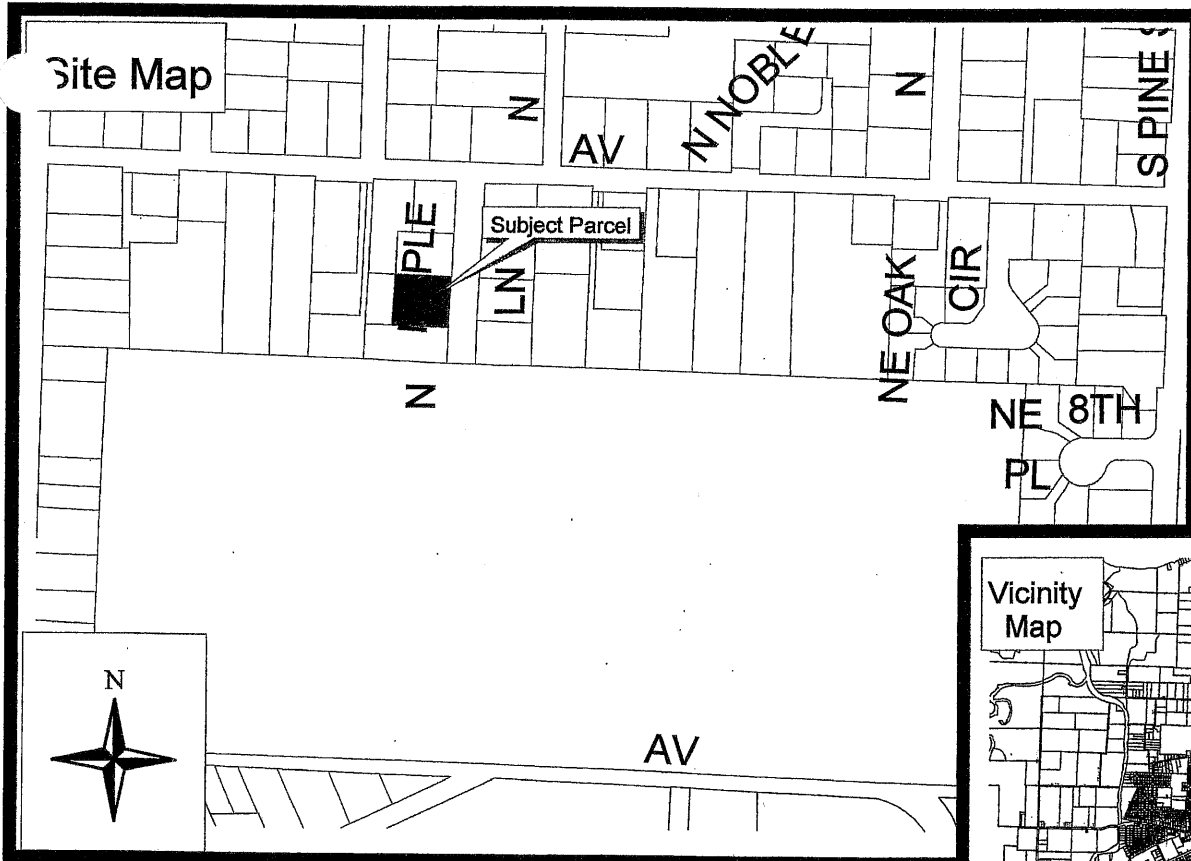 Site Map
N
AV
N NOBLE
N
S PINE S
PLE
Subject Parcel
LN
NE OAK
CIR
N
NE 8TH
PL
Vicinity
Map
N
AV